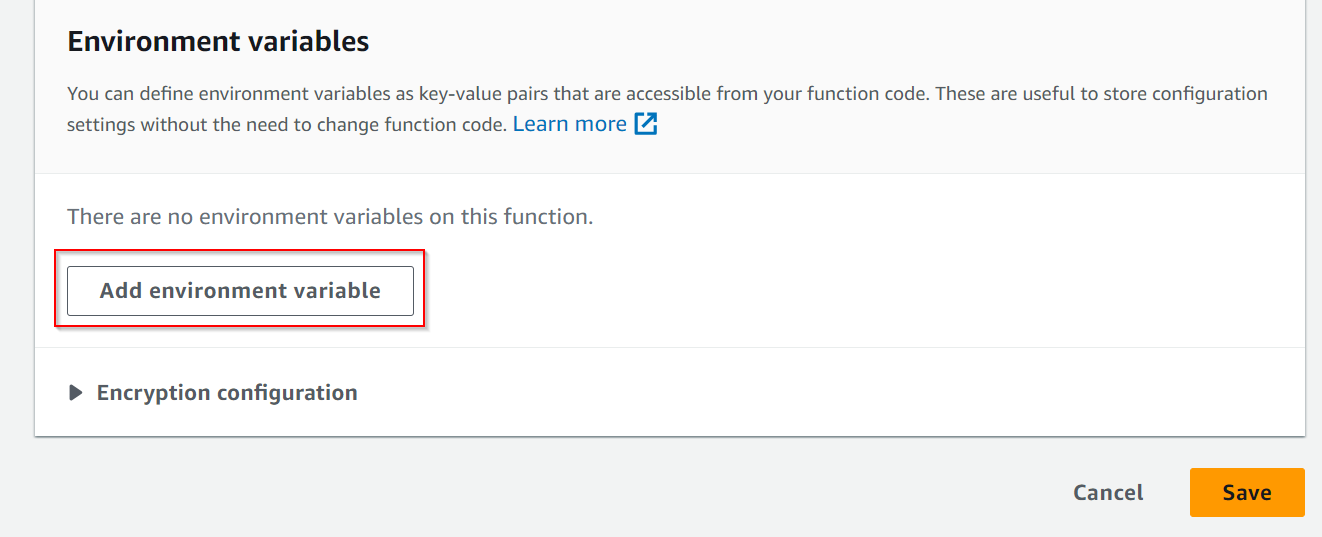 Environment variables
You can define environment variables as key-value pairs that are accessible from your function code. These are useful to store configuration
settings without the need to change function code. Learn more
There are no environment variables on this function.
Add environment variable
Encryption configuration
Cancel
Save